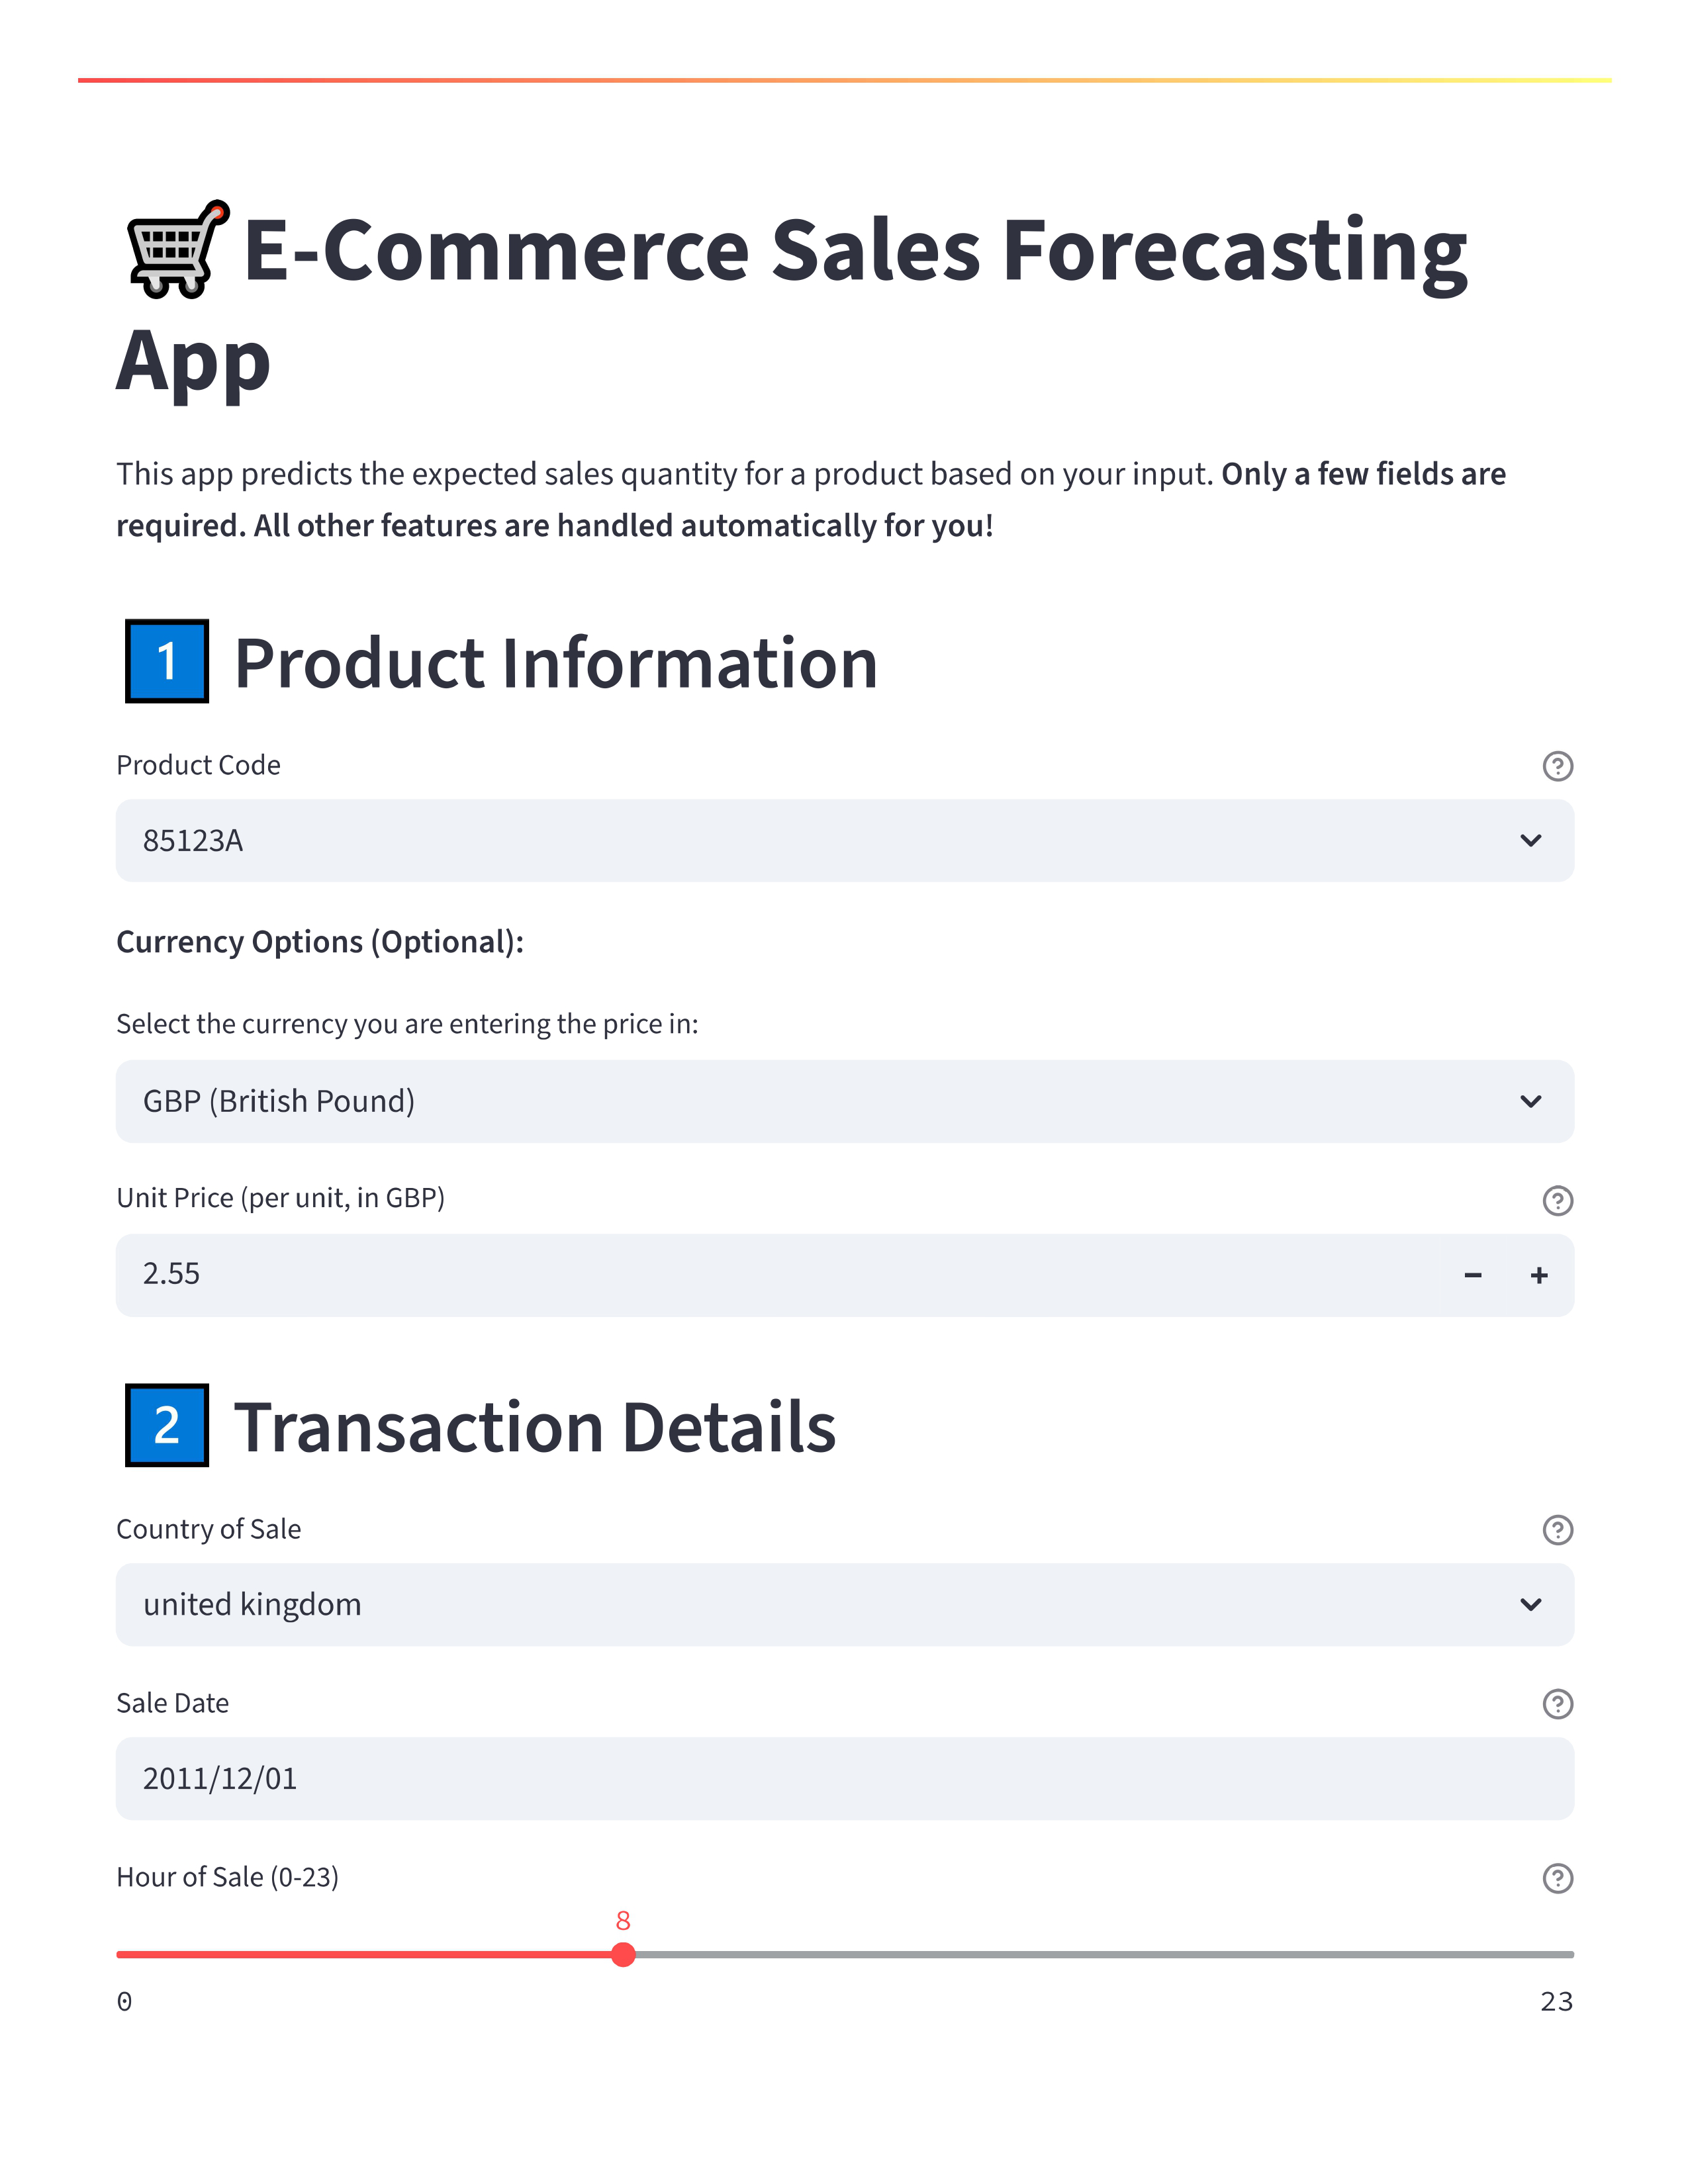 🛒 E-Commerce Sales Forecasting
App
This app predicts the expected sales quantity for a product based on your input. Only a few fields are
required. All other features are handled automatically for you!
1 Product Information
Product Code
85123A
Currency Options (Optional):
Select the currency you are entering the price in:
GBP (British Pound)
Unit Price (per unit, in GBP)
2.55
2 Transaction Details
Country of Sale
united kingdom
Sale Date
2011/12/01
Hour of Sale (0-23)
8
0 23